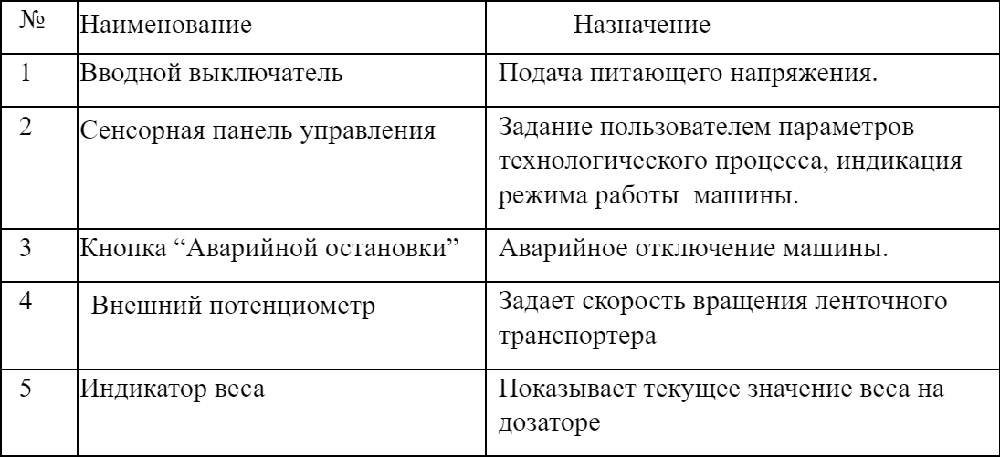 № Наименование Назначение
1 Вводной выключатель Подача питающего напряжения.
2 Сенсорная панель управления Задание пользователем параметров
технологического процесса, индикация
режима работы машины.
3 Кнопка “Аварийной остановки” Аварийное отключение машины.
4 Внешний потенциометр Задает скорость вращения ленточного
транспортера
5 Индикатор веса Показывает текущее значение веса на
дозаторе